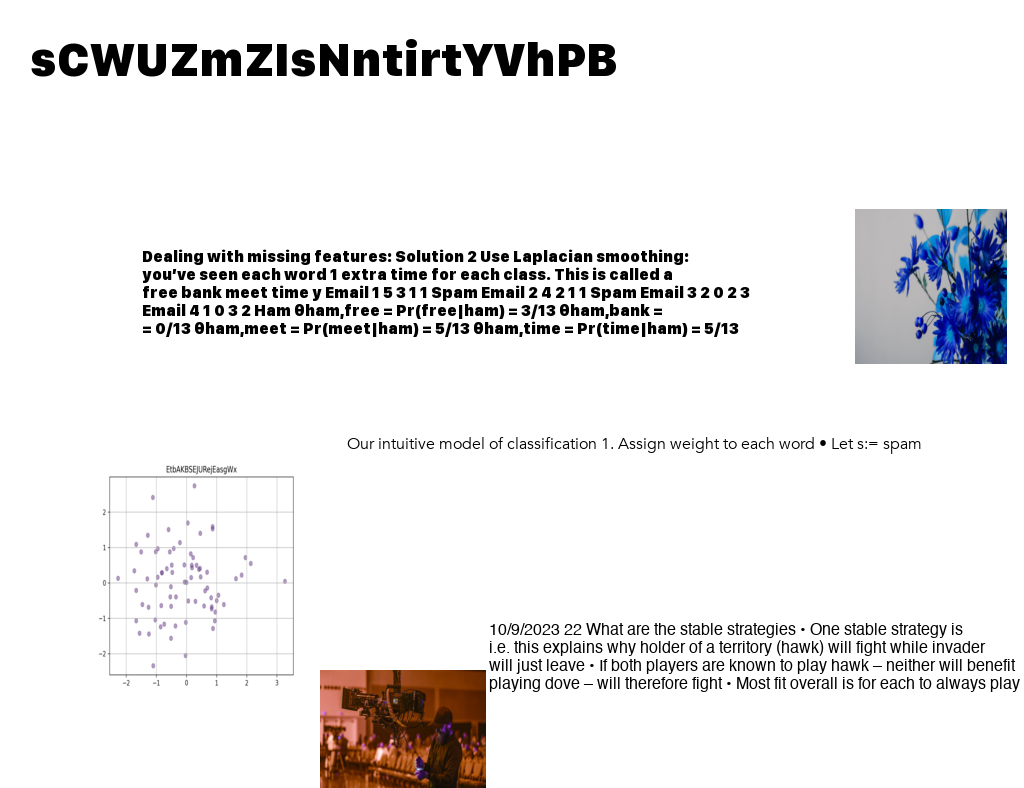 sCWUZmZIsNntirtYVhPB
Dealing with missing features: Solution 2 Use Laplacian smoothing:
you’ve seen each word 1 extra time for each class. This is called a
free bank meet time y Email 1 5 3 1 1 Spam Email 2 4 2 1 1 Spam Email 3 2 0 2 3
Email 4 1 0 3 2 Ham θham,free = Pr(free|ham) = 3/13 θham,bank =
= 0/13 θham,meet = Pr(meet|ham) = 5/13 θham,time = Pr(time|ham) = 5/13
Our intuitive model of classification 1. Assign weight to each word • Let s:= spam
EtbAKBSEJURejEasgWx
2
1
0
−1
−2
−2 −1 0 1 2 3
10/9/2023 22 What are the stable strategies • One stable strategy is
i.e. this explains why holder of a territory (hawk) will fight while invader
will just leave • If both players are known to play hawk – neither will benefit
playing dove – will therefore fight • Most fit overall is for each to always play